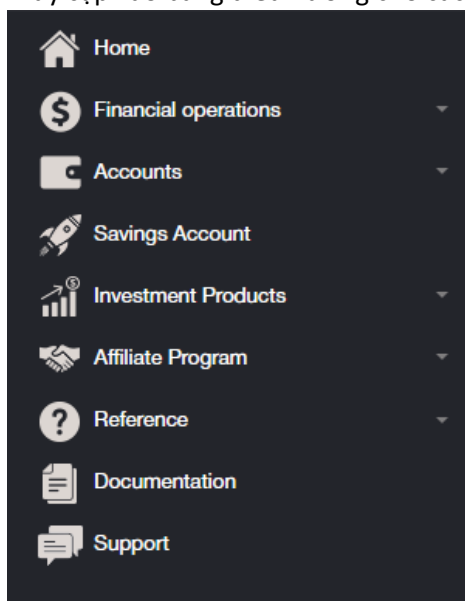 Home
Financial operations
Accounts
Savings Account
Investment Products
Affiliate Program
Reference
Documentation
Support